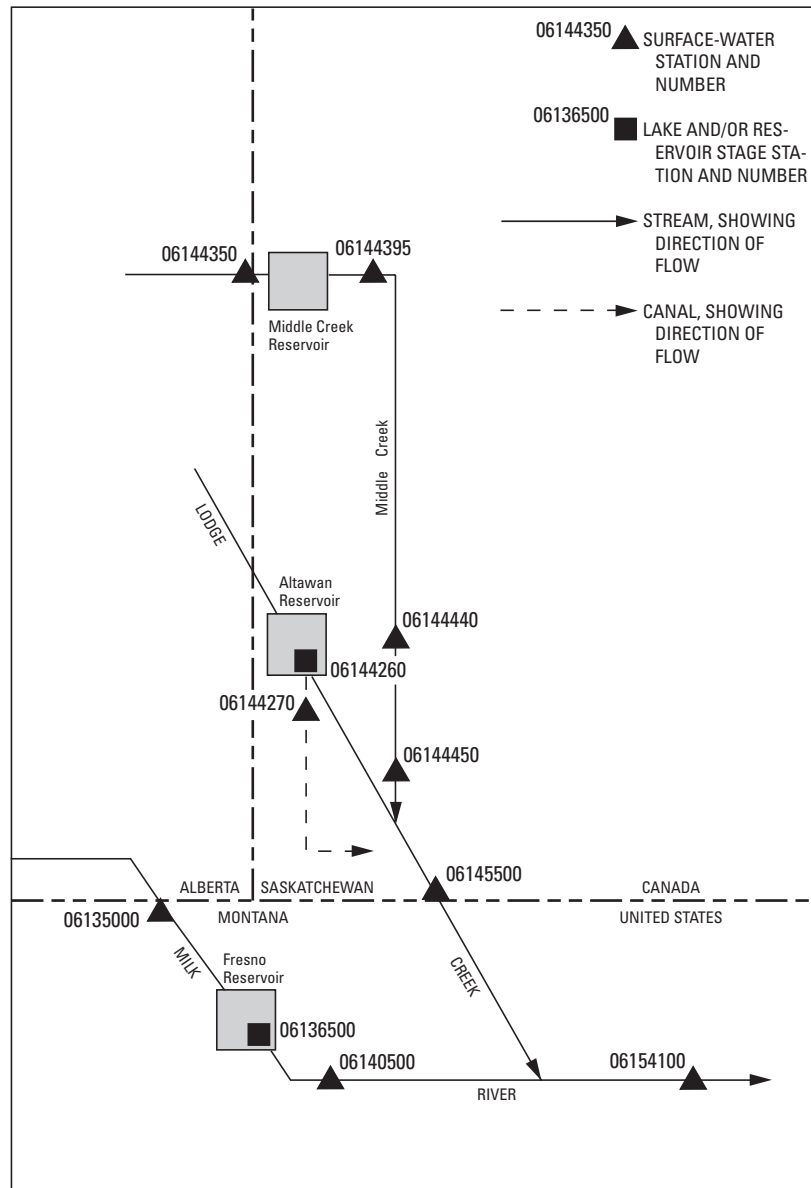 06144350
SURFACE-WATER
STATION AND
NUMBER
06136500
LAKE AND/OR RES-
ERVOIR STAGE STA-
TION AND NUMBER
STREAM, SHOWING
DIRECTION OF
FLOW
CANAL, SHOWING
DIRECTION OF
FLOW
06144350
06144395
Middle Creek
Reservoir
Middle Creek
LODGE
Altawan
Reservoir
06144440
06144260
06144270
06144450
06145500
ALBERTA
SASKATCHEWAN
CANADA
MONTANA
UNITED STATES
06135000
MILK
Fresno
Reservoir
CREEK
06136500
06140500
06154100
RIVER